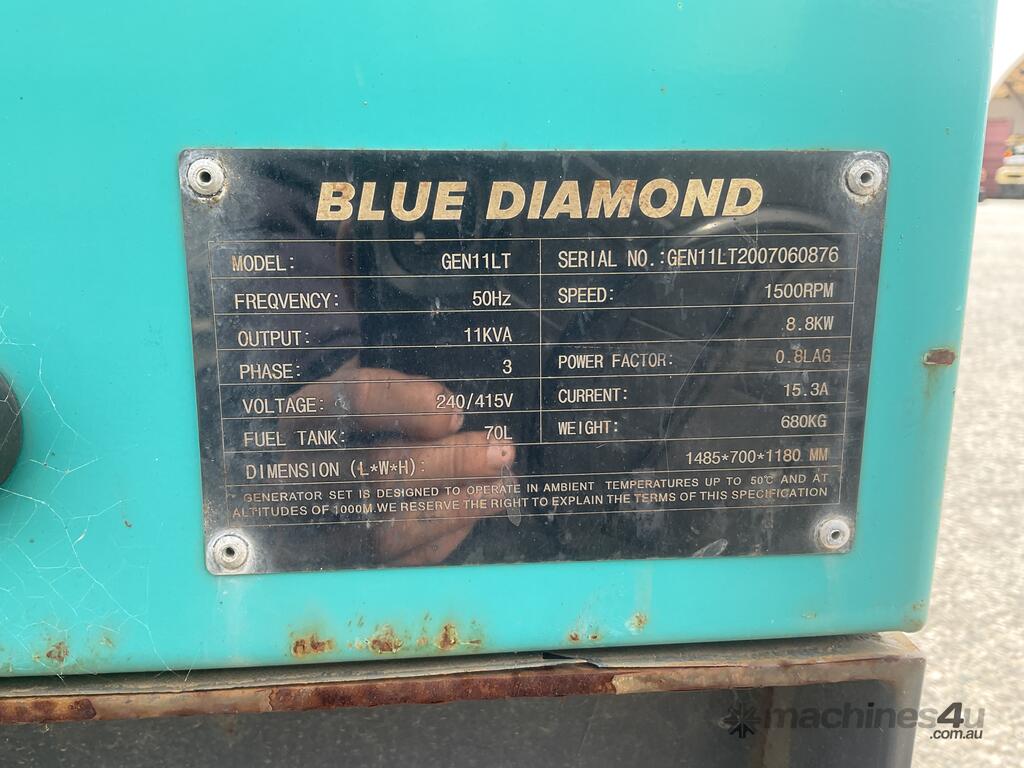 BLUE DIAMOND
MODEL: GEN11LT SERIAL NO.:GEN11LT2007060876
FREQVENCY: 50Hz SPEED: 1500RPM
OUTPUT: 11KVA 8.8KW
PHASE: 3 POWER FACTOR: 0.8LAG
VOLTAGE: 240/415V CURRENT: 15.3A
FUEL TANK: 70L WEIGHT: 680KG
DIMENSION (L*W*H): 1485*700*1180 MM
GENERATOR SET IS DESIGNED TO OPERATE IN AMBIENT TEMPERATURES UP TO 50℃ AND AT
ALTITUDES OF 1000M.WE RESERVE THE RIGHT TO EXPLAIN THE TERMS OF THIS SPECIFICATION
machines4u
.com.au